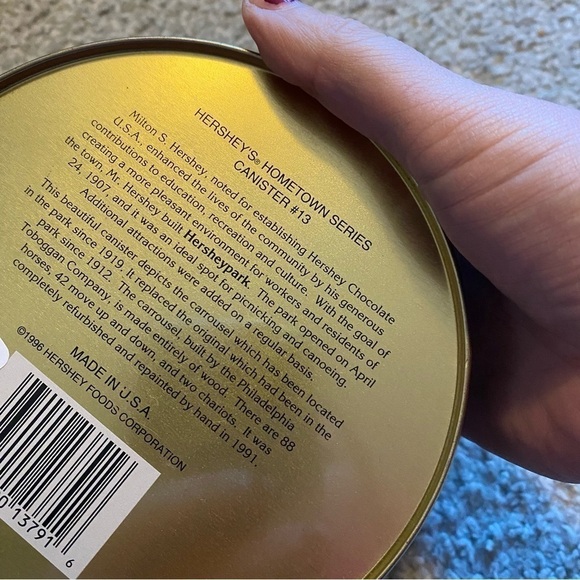 HERSHEY'S® HOMETOWN SERIES
CANISTER #13
Milton S. Hershey, noted for establishing Hershey Chocolate
U.S.A., enhanced the lives of the community by his generous
contributions to education, recreation and culture. With the goal of
creating a more pleasant environment for workers and residents of
the town, Mr. Hershey built Hersheypark. The park opened on April
24, 1907, and it was an ideal spot for picnicking and canoeing.
Additional attractions were added on a regular basis.
This beautiful canister depicts the carrousel which has been located
in the park since 1919. It replaced the original which had been in the
park since 1912. The carrousel, built by the Philadelphia
Toboggan Company, is made entirely of wood. There are 88
horses, 42 move up and down, and two chariots. It was
completely refurbished and repainted by hand in 1991.
MADE IN U.S.A.
©1996 HERSHEY FOODS CORPORATION
13791
6